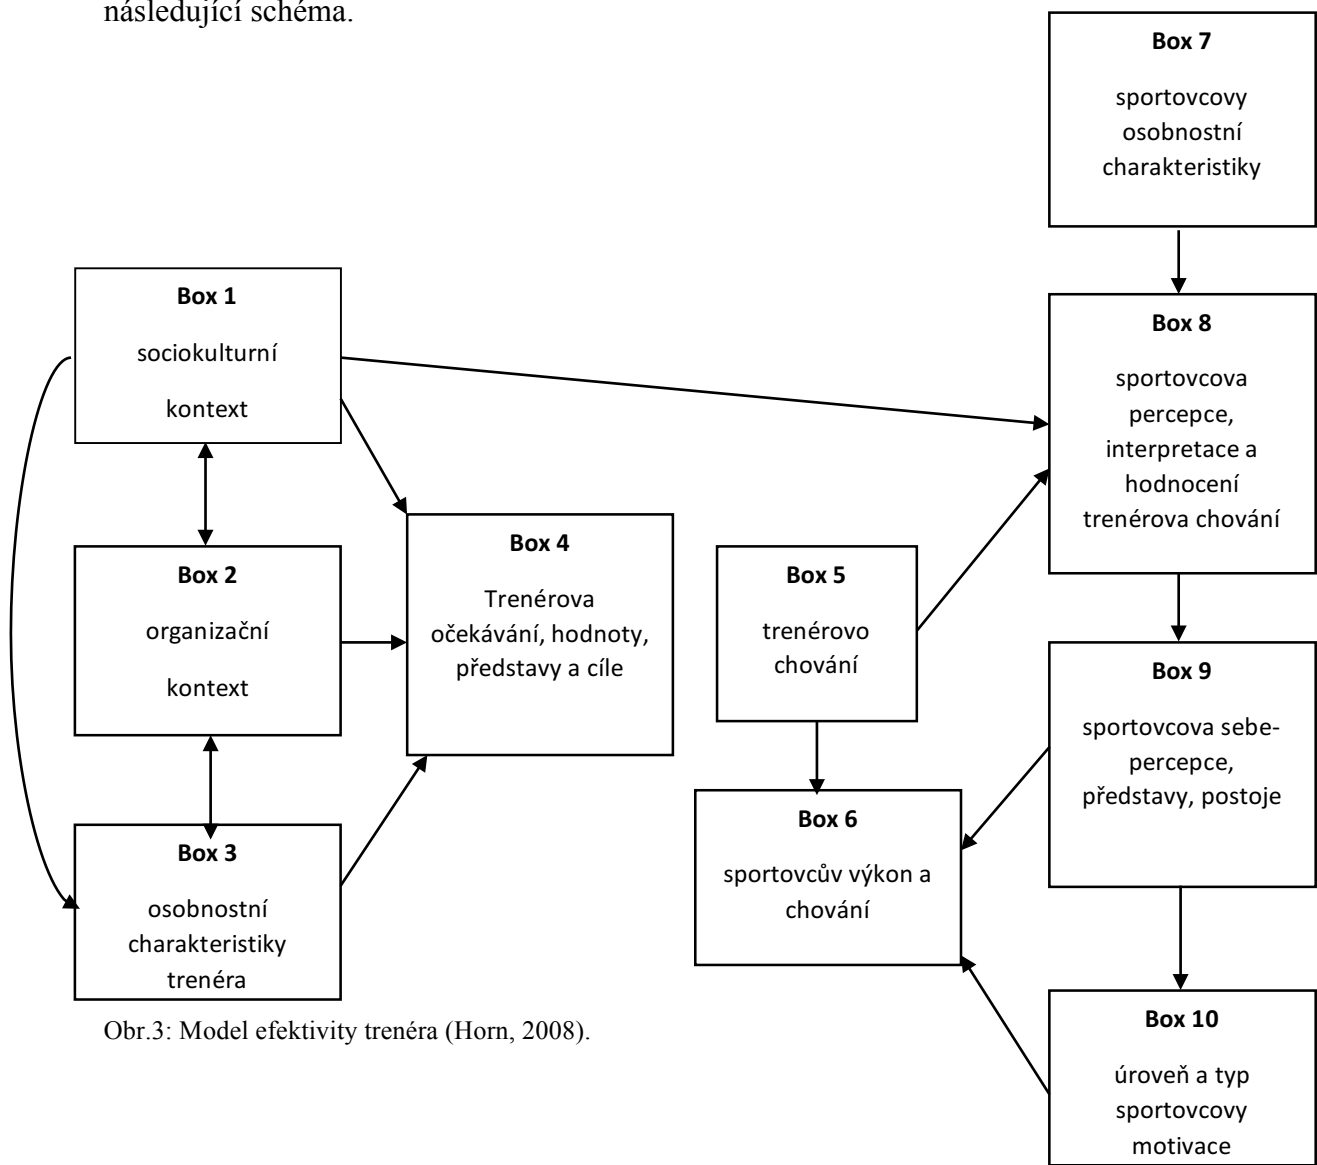 následující schéma.
Box 1
sociokulturní
kontext
Box 2
organizační
kontext
Box 3
osobnostní
charakteristiky
trenéra
Box 4
Trenérova
očekávání, hodnoty,
představy a cíle
Box 5
trenérovo
chování
Box 6
sportovcův výkon a
chování
Box 7
sportovcovy
osobnostní
charakteristiky
Box 8
sportovcova
percepce,
interpretace a
hodnocení
trenérova chování
Box 9
sportovcova sebe-
percepce,
představy, postoje
Box 10
úroveň a typ
sportovcovy
motivace
Obr.3: Model efektivity trenéra (Horn, 2008).